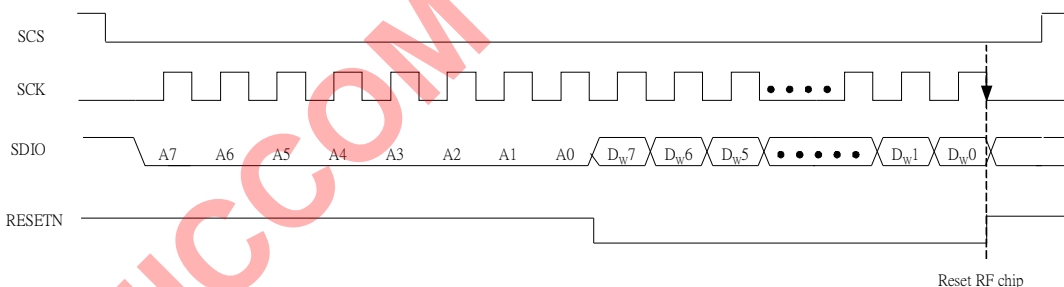 SCS
SCK
SDIO A7 A6 A5 A4 A3 A2 A1 A0 DW7 DW6 DW5 DW1 DW0
RESETN
Reset RF chip